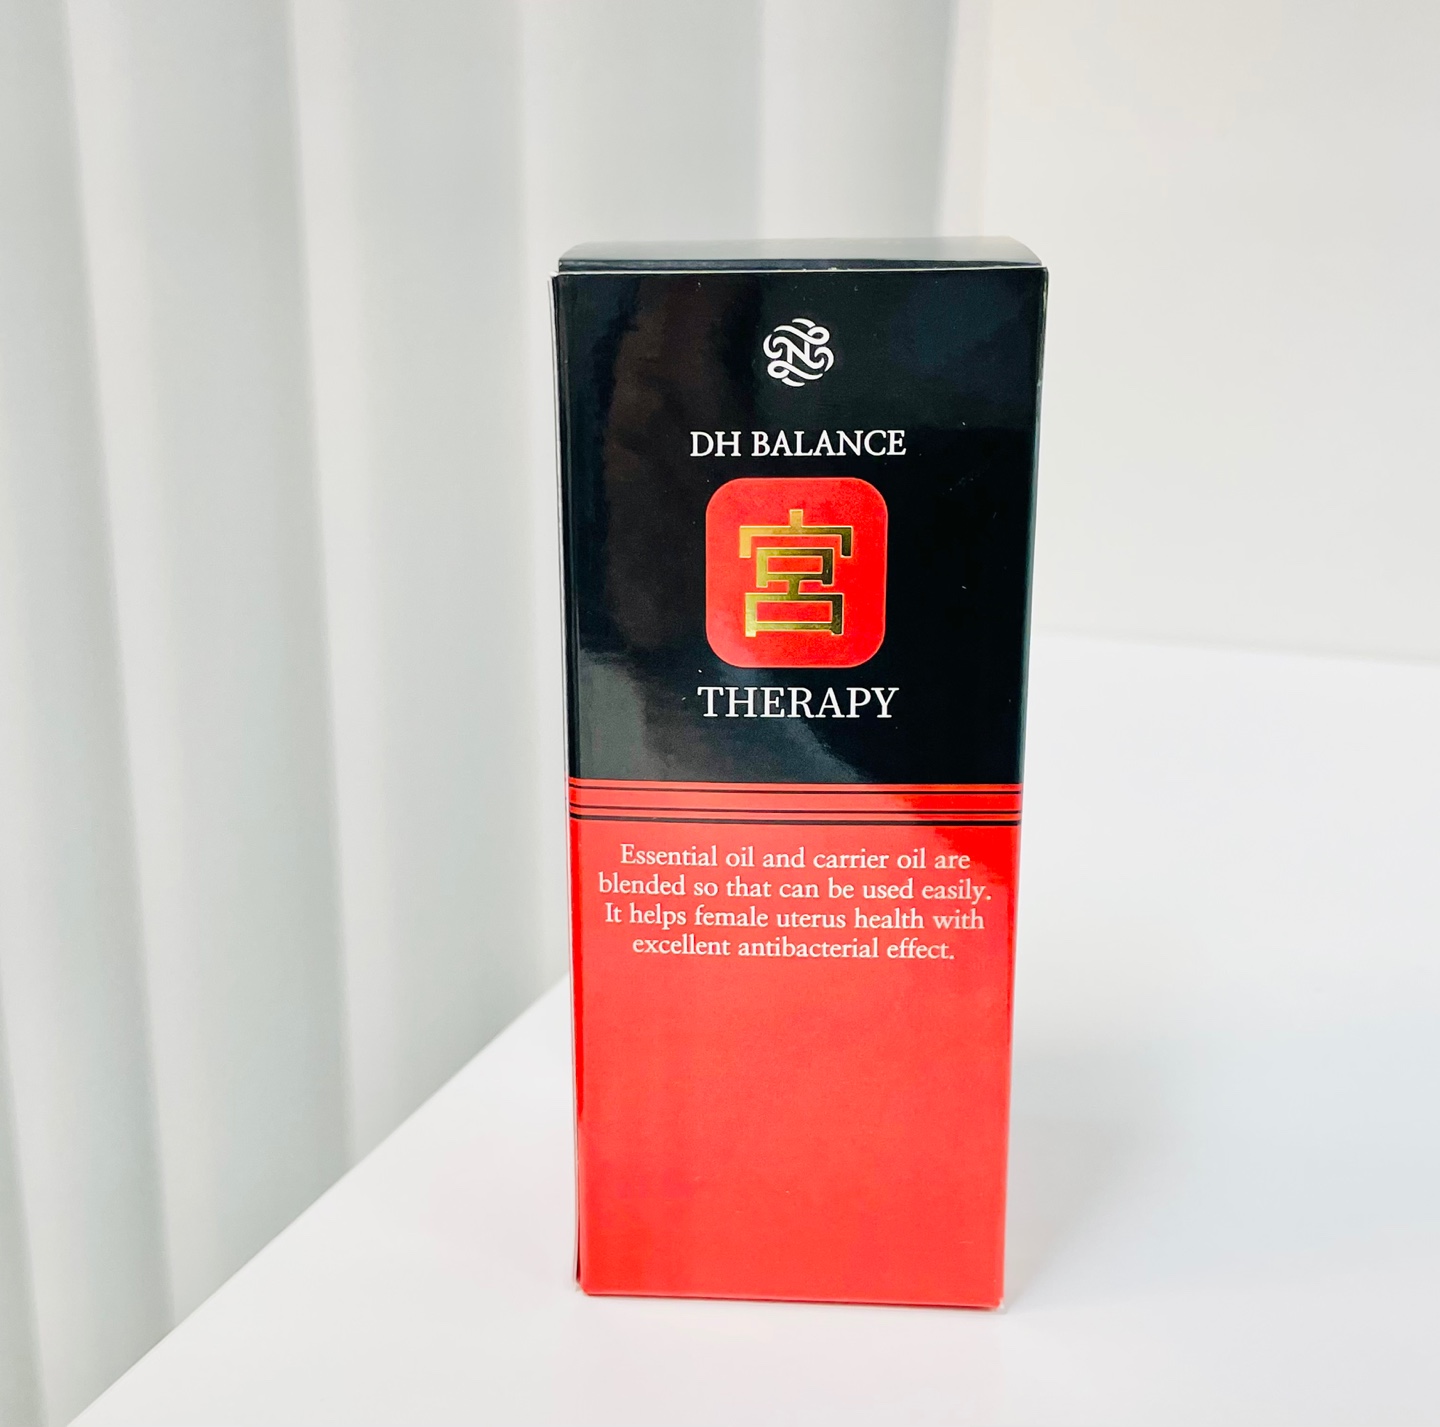 N
DH BALANCE
宮
THERAPY
Essential oil and carrier oil are
blended so that can be used easily.
It helps female uterus health with
excellent antibacterial effect.